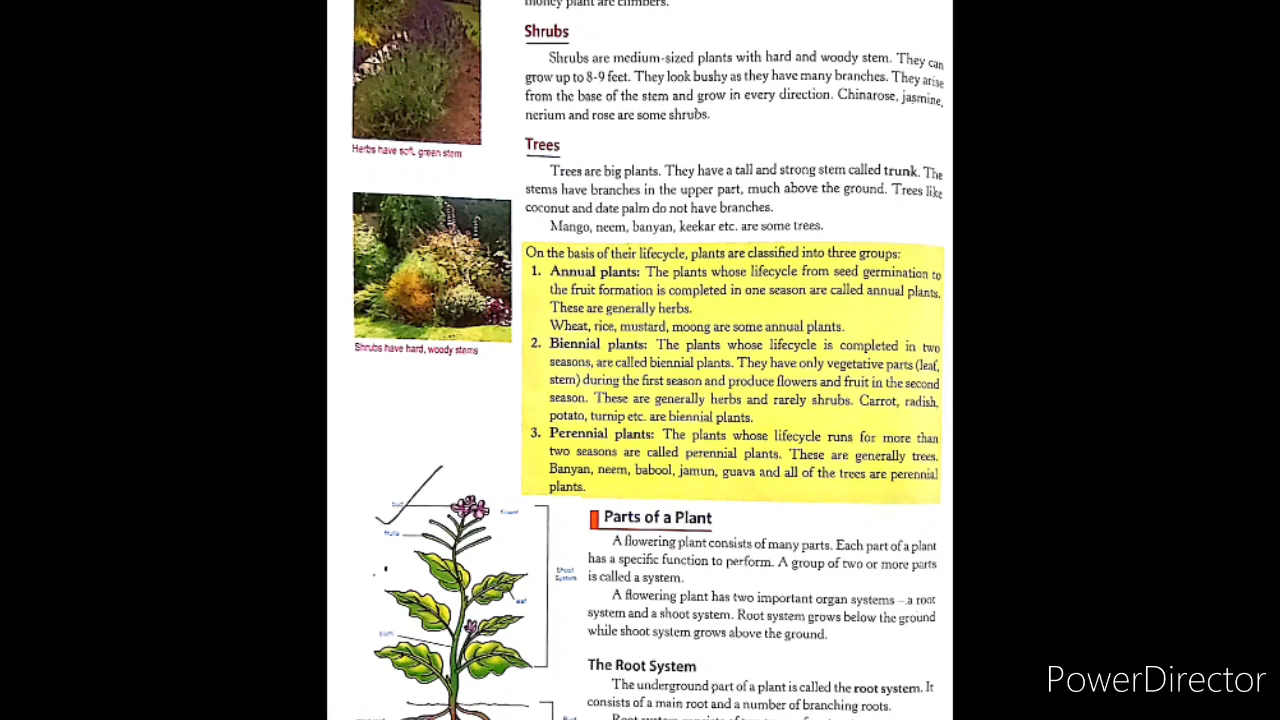 money plant are climbers.
Shrubs
Shrubs are medium-sized plants with hard and woody stem. They can
grow up to 8-9 feet. They look bushy as they have many branches. They arise
from the base of the stem and grow in every direction. Chinarose, jasmine,
nerium and rose are some shrubs.
Herbs have soft, green stem
Trees
Trees are big plants. They have a tall and strong stem called trunk. The
stems have branches in the upper part, much above the ground. Trees like
coconut and date palm do not have branches.
Mango, neem, banyan, keekar etc. are some trees.
Shrubs have hard, woody stems
On the basis of their lifecycle, plants are classified into three groups:
1. Annual plants: The plants whose lifecycle from seed germination to
the fruit formation is completed in one season are called annual plants.
These are generally herbs.
Wheat, rice, mustard, moong are some annual plants.
2. Biennial plants: The plants whose lifecycle is completed in two
seasons, are called biennial plants. They have only vegetative parts (leaf,
stem) during the first season and produce flowers and fruit in the second
season. These are generally herbs and rarely shrubs. Carrot, radish,
potato, turnip etc. are biennial plants.
3. Perennial plants: The plants whose lifecycle runs for more than
two seasons are called perennial plants. These are generally trees.
Banyan, neem, babool, jamun, guava and all of the trees are perennial
plants.
flower
Shoot
System
leaf
Parts of a Plant
A flowering plant consists of many parts. Each part of a plant
has a specific function to perform. A group of two or more parts
is called a system.
A flowering plant has two important organ systems – a root
system and a shoot system. Root system grows below the ground
while shoot system grows above the ground.
The Root System
The underground part of a plant is called the root system. It
consists of a main root and a number of branching roots.
PowerDirector